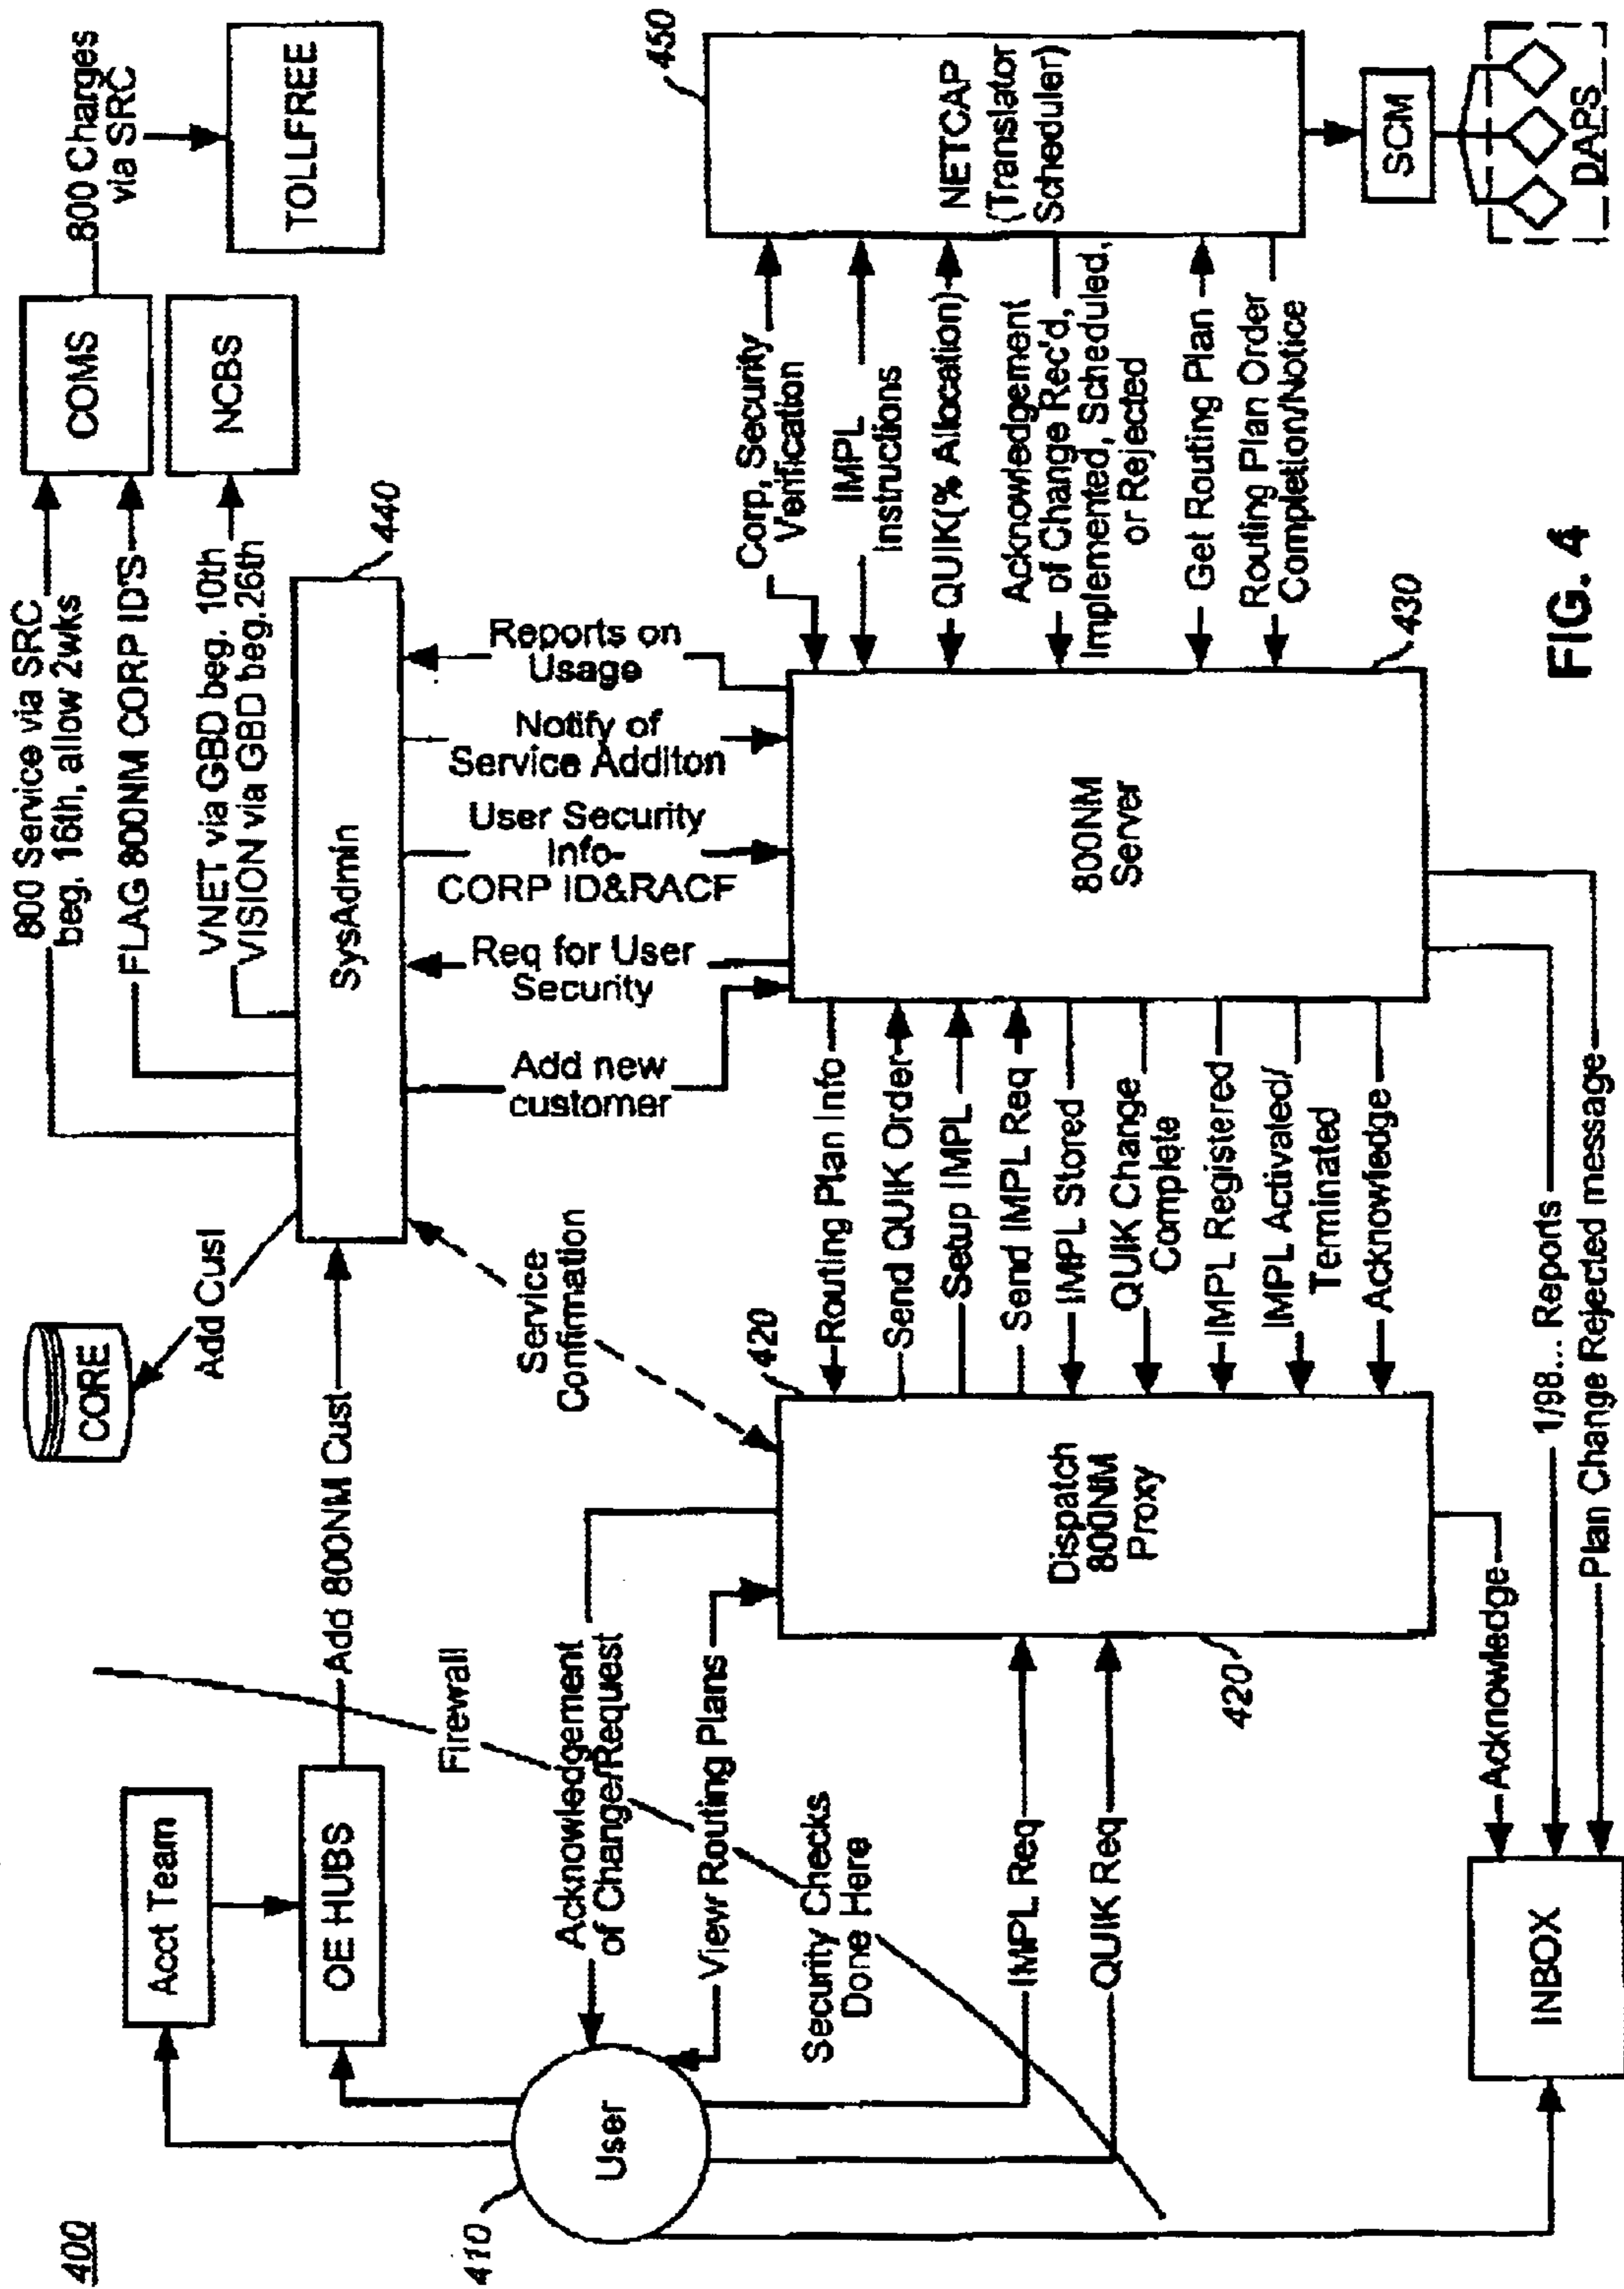 400
Acct Team
OE HUBS
Add 800NM Cust
CORE
Add Cust
800 Service via SRC
beg. 16th, allow 2wks
FLAG 800NM CORP ID'S
VNET via GBD beg. 10th
VISION via GBD beg.26th
COMS
NCBS
800 Charges
via SRC
TOLLFREE
440
SysAdmin
Firewall
Service
Confirmation
Add new
customer
Req for User
Security
User Security
Info-
CORP ID&RACF
Notify of
Service Additon
Reports on
Usage
410
User
Acknowledgement
of Change/Request
View Routing Plans
Security Checks
Done Here
IMPL Req
QUIK Req
420
Dispatch
800NM
Proxy
420
Routing Plan Info
Send QUIK Order
Setup IMPL
Send IMPL Req
IMPL Stored
QUIK Change
Complete
IMPL Registered
IMPL Activated/
Terminated
Acknowledge
800NM
Server
430
Corp, Security
Verification
IMPL
Instructions
QUIK(% Allocation)
Acknowledgement
of Change Rec'd,
Implemented, Scheduled,
or Rejected
Get Routing Plan
Routing Plan Order
Completion/Notice
450
NETCAP
(Translator
Scheduler)
SCM
DAPS
INBOX
Acknowledge
1/98... Reports
Plan Change Rejected message
FIG. 4